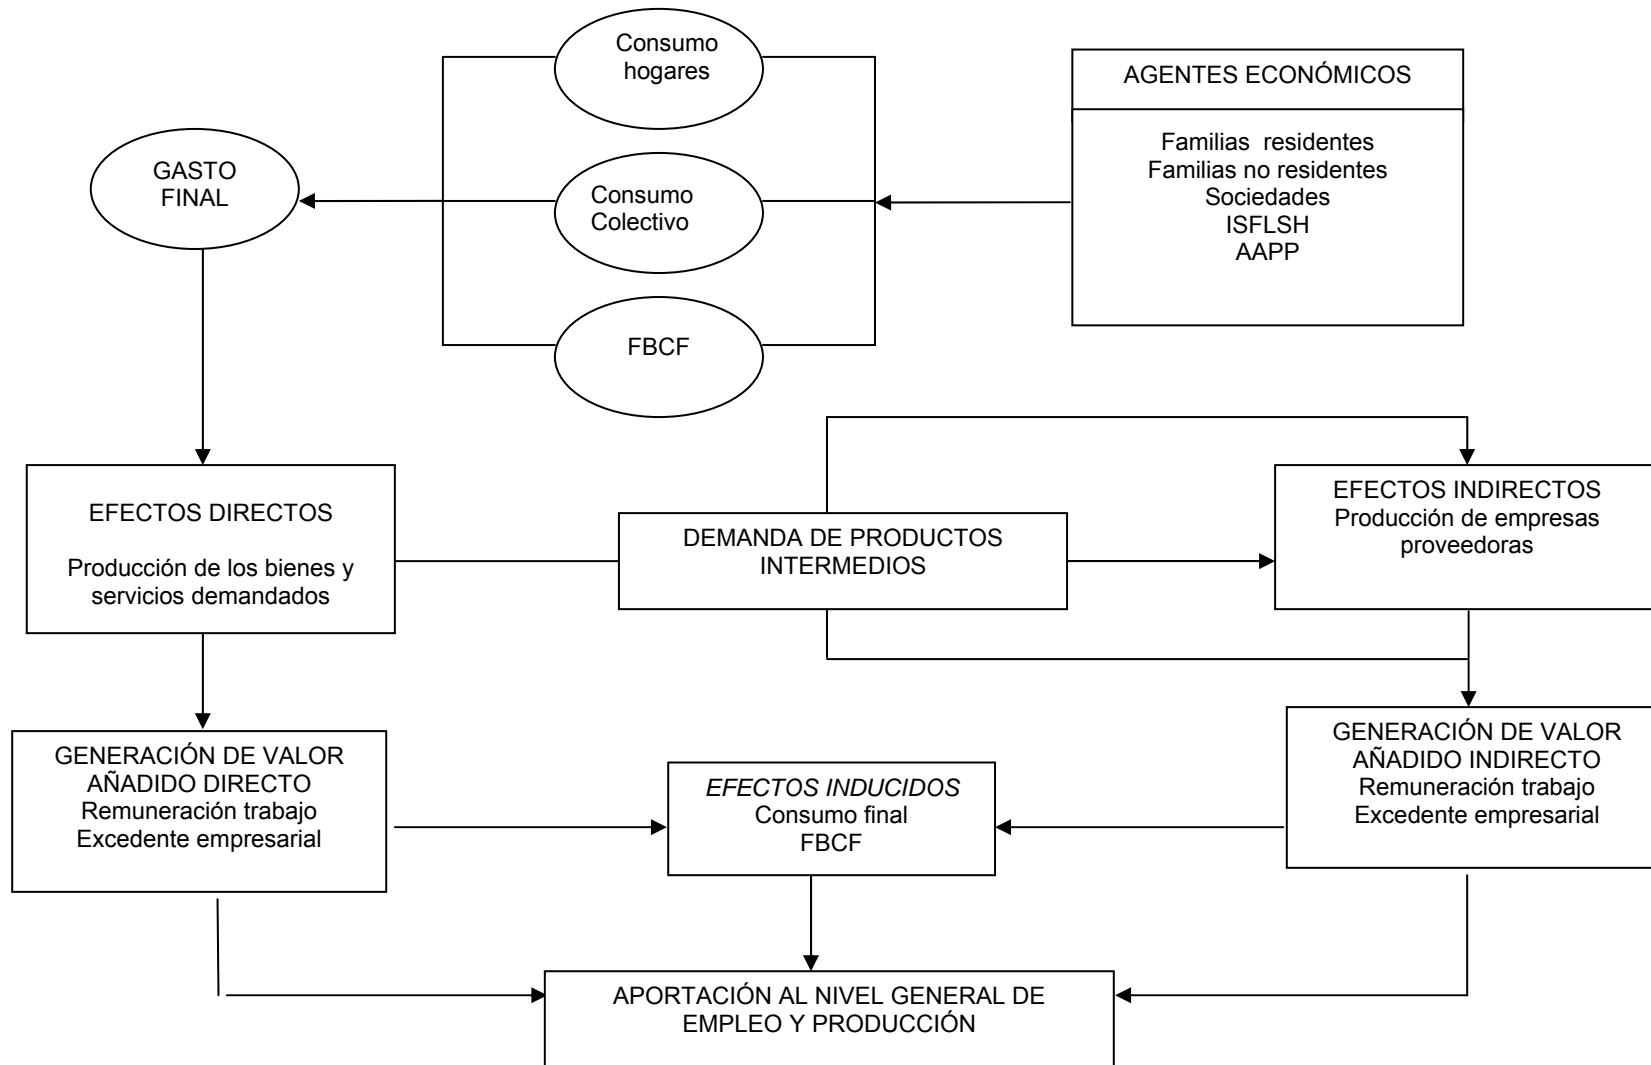 Consumo
hogares
AGENTES ECONÓMICOS
Familias residentes
Familias no residentes
Sociedades
ISFLSH
AAPP
GASTO
FINAL
Consumo
Colectivo
FBCF
EFECTOS DIRECTOS
Producción de los bienes y
servicios demandados
DEMANDA DE PRODUCTOS
INTERMEDIOS
EFECTOS INDIRECTOS
Producción de empresas
proveedoras
GENERACIÓN DE VALOR
AÑADIDO DIRECTO
Remuneración trabajo
Excedente empresarial
EFECTOS INDUCIDOS
Consumo final
FBCF
GENERACIÓN DE VALOR
AÑADIDO INDIRECTO
Remuneración trabajo
Excedente empresarial
APORTACIÓN AL NIVEL GENERAL DE
EMPLEO Y PRODUCCIÓN